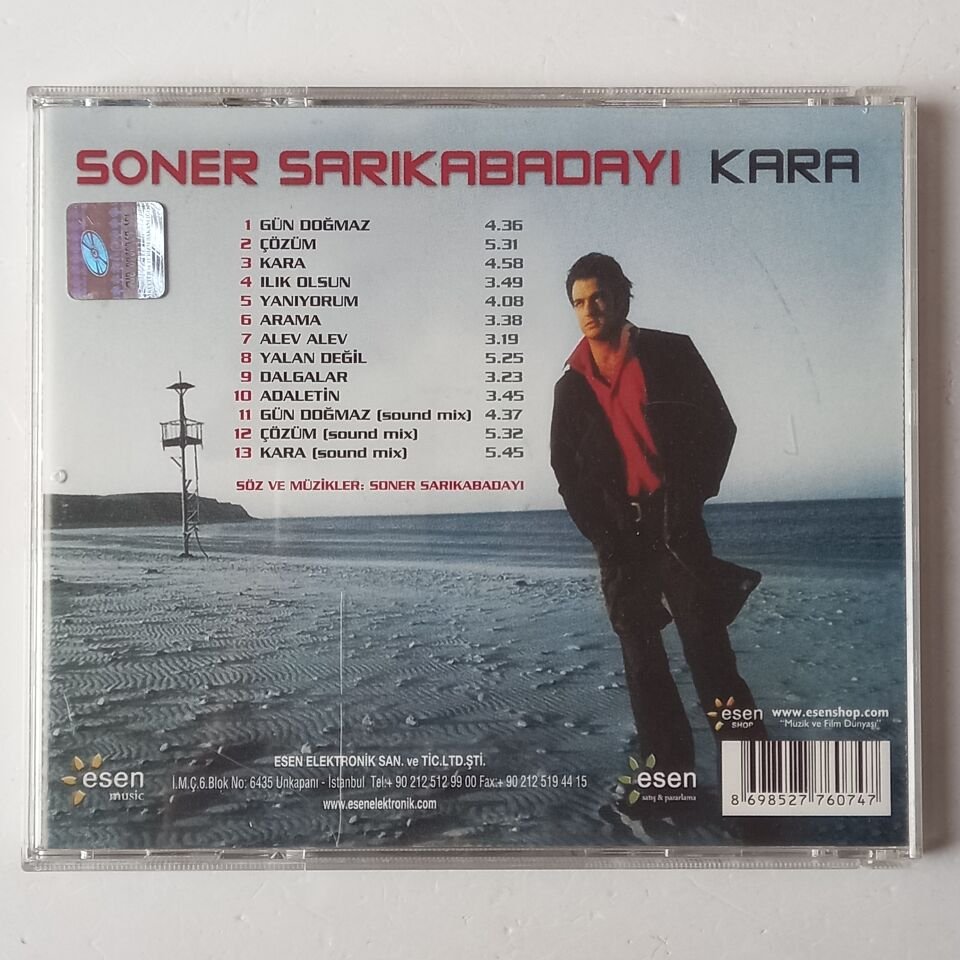 SONER SARIKABADAYI KARA
1 GÜN DOĞMAZ 4.36
2 ÇÖZÜM 5.31
3 KARA 4.58
4 ILIK OLSUN 3.49
5 YANIYORUM 4.08
6 ARAMA 3.38
7 ALEV ALEV 3.19
8 YALAN DEĞİL 5.25
9 DALGALAR 3.23
10 ADALETİN 3.45
11 GÜN DOĞMAZ (sound mix) 4.37
12 ÇÖZÜM (sound mix) 5.32
13 KARA (sound mix) 5.45
SÖZ VE MÜZİKLER: SONER SARIKABADAYI
esen SHOP
www.esenshop.com
"Müzik ve Film Dünyası"
esen
music
ESEN ELEKTRONİK SAN. ve TİC.LTD.ŞTİ.
İ.M.Ç.6.Blok No: 6435 Unkapanı - İstanbul Tel:+ 90 212 512 99 00 Fax:+ 90 212 519 44 15
www.esenelektronik.com
esen
satış & pazarlama
8 698527 760747